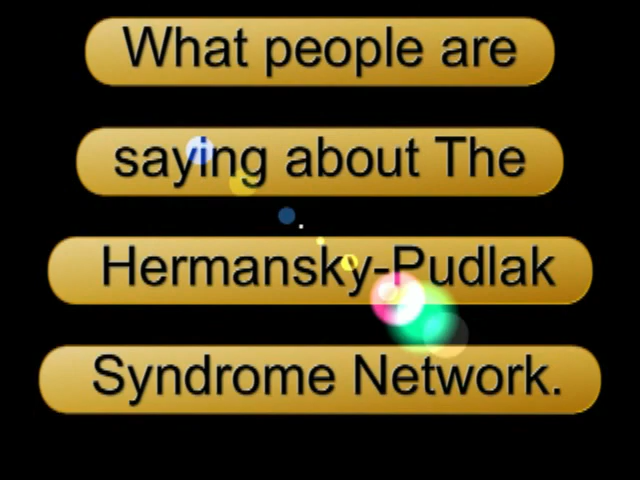 What people are
saying about The
Hermansky-Pudlak
Syndrome Network.